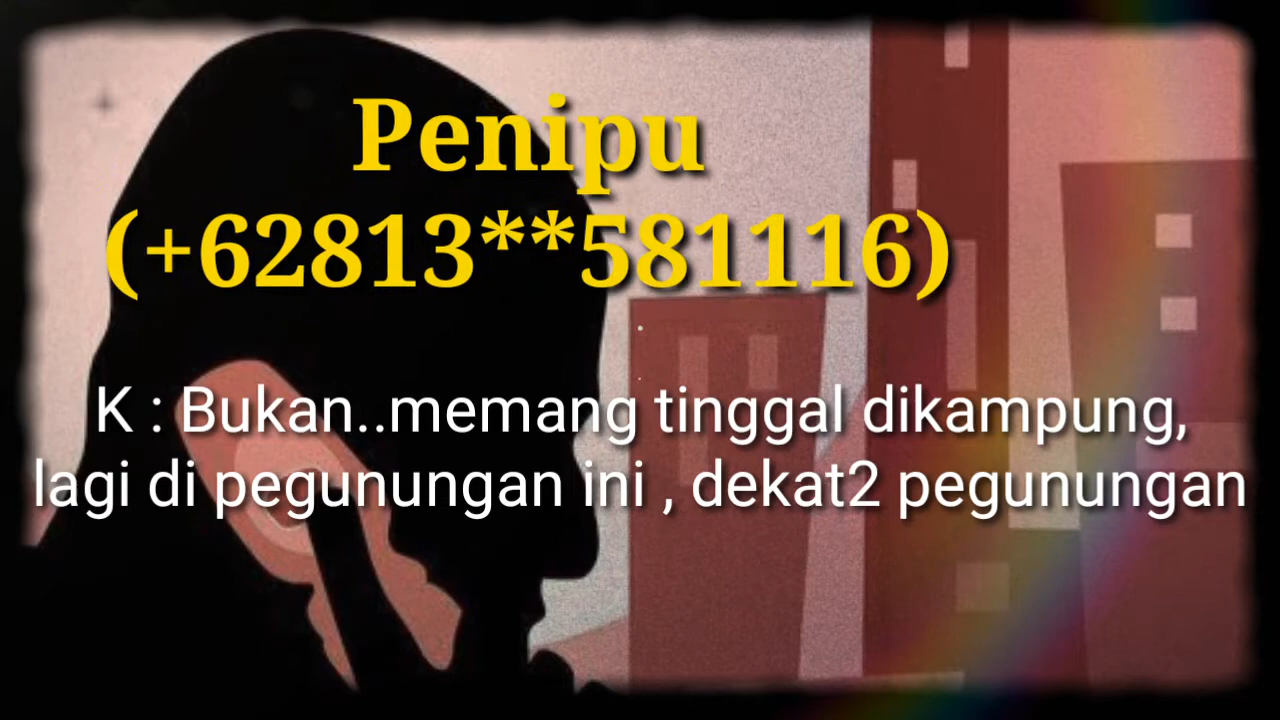 Penipu
(+62813**581116)
K : Bukan..memang tinggal dikampung,
lagi di pegunungan ini , dekat2 pegunungan